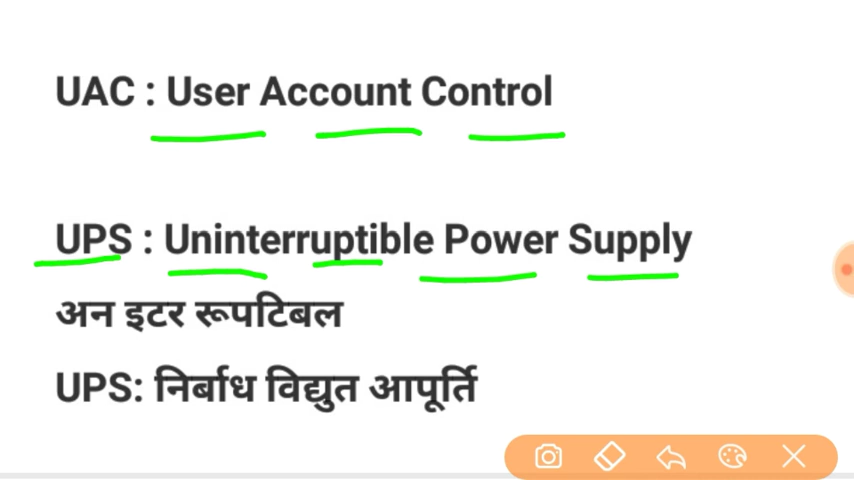 UAC : User Account Control
UPS : Uninterruptible Power Supply
अन इटर रूपटिबल
UPS: निर्बाध विद्युत आपूर्ति